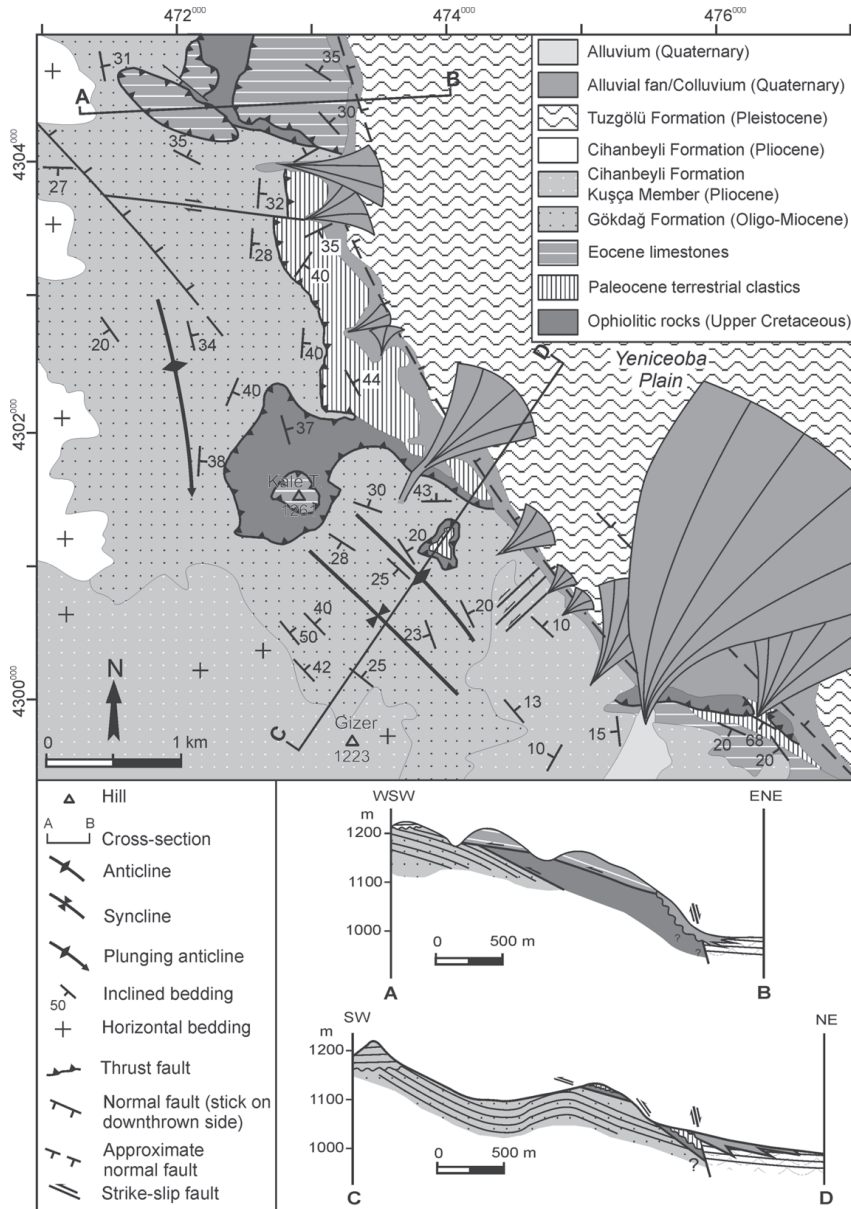 472⁰⁰⁰
474⁰⁰⁰
476⁰⁰⁰
4304⁰⁰⁰
4302⁰⁰⁰
4300⁰⁰⁰
Alluvium (Quaternary)
Alluvial fan/Colluvium (Quaternary)
Tuzgölü Formation (Pleistocene)
Cihanbeyli Formation (Pliocene)
Cihanbeyli Formation
Kuşça Member (Pliocene)
Gökdağ Formation (Oligo-Miocene)
Eocene limestones
Paleocene terrestrial clastics
Ophiolitic rocks (Upper Cretaceous)
31
35
B
A
30
35
27
32
35
28
40
20
34
40
D
Yeniceoba
Plain
44
40
37
38
Kale T.
1261
30
43
20
28
25
20
10
40
50
23
42
25
13
N
C
Gizer
1223
15
10
20
68
20
0
1 km
Hill
A
B
Cross-section
Anticline
Syncline
Plunging anticline
50
Inclined bedding
Horizontal bedding
Thrust fault
Normal fault (stick on
downthrown side)
Approximate
normal fault
Strike-slip fault
WSW
ENE
m
1200
1100
1000
0
500 m
?
?
A
B
SW
NE
m
1200
1100
1000
0
500 m
?
C
D